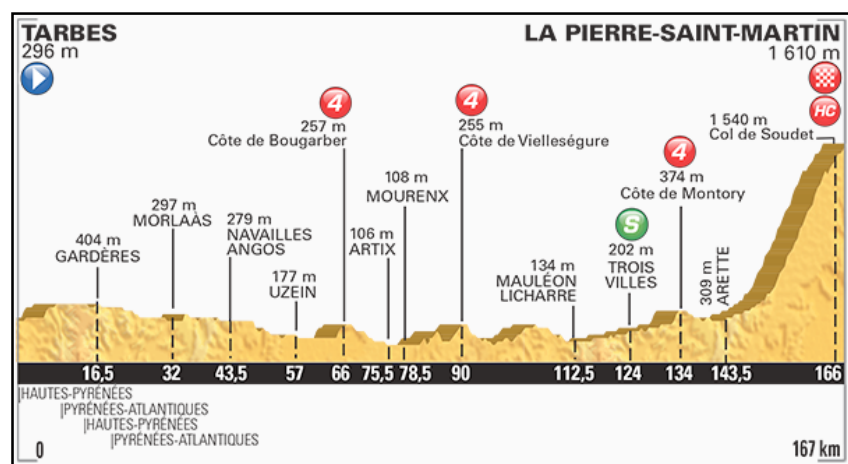 TARBES
296 m
LA PIERRE-SAINT-MARTIN
1 610 m
HC
4
257 m
Côte de Bougarber
4
255 m
Côte de Vielleségure
1 540 m
Col de Soudet
4
374 m
Côte de Montory
108 m
MOURENX
297 m
MORLAÀS
279 m
NAVAILLES
ANGOS
404 m
GARDÈRES
177 m
UZEIN
106 m
ARTIX
134 m
MAULÉON
LICHARRE
S
202 m
TROIS
VILLES
309 m
ARETTE
16,5 32 43,5 57 66 75,5 78,5 90 112,5 124 134 143,5 166
|HAUTES-PYRÉNÉES
|PYRÉNÉES-ATLANTIQUES
|HAUTES-PYRÉNÉES
|PYRÉNÉES-ATLANTIQUES
0 167 km